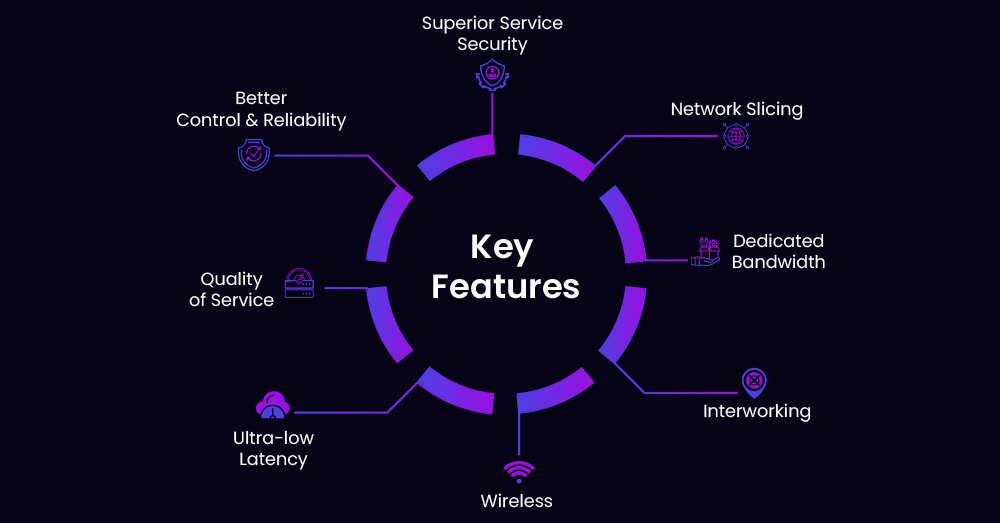 Superior Service
Security
Network Slicing
Dedicated
Bandwidth
Interworking
Wireless
Ultra-low
Latency
Quality
of Service
Better
Control & Reliability
Key
Features